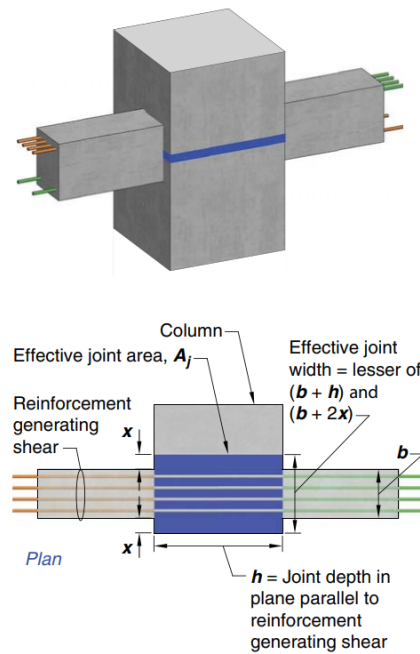 Column
Effective joint area, Aj
Effective joint
width = lesser of
(b + h) and
(b + 2x)
Reinforcement
generating
shear
x
b
x
Plan
h = Joint depth in
plane parallel to
reinforcement
generating shear